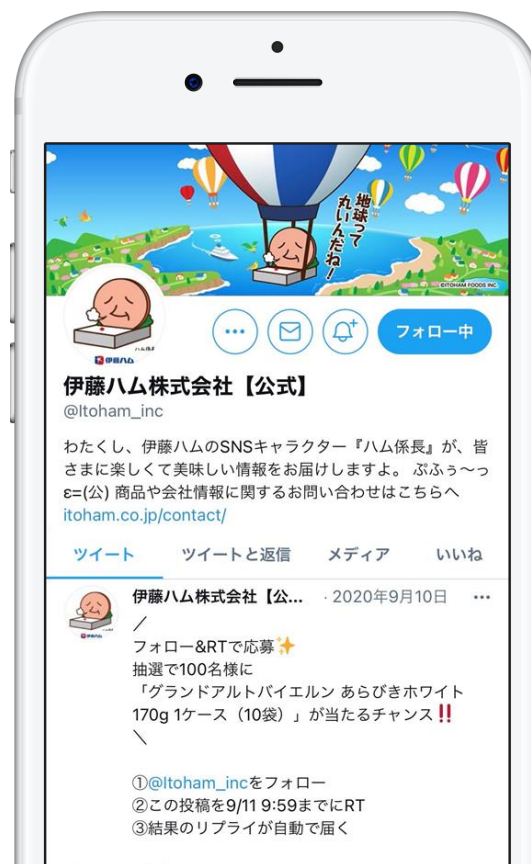 地球って
丸いんだね！
©ITOHAM FOODS INC.
ハム係長
伊藤ハム
フォロー中
伊藤ハム株式会社【公式】
@Itoham_inc
わたくし、伊藤ハムのSNSキャラクター『ハム係長』が、皆
さまに楽しくて美味しい情報をお届けしますよ。 ぷふぅ〜っ
ε=(公) 商品や会社情報に関するお問い合わせはこちらへ
itoham.co.jp/contact/
ツイート ツイートと返信 メディア いいね
伊藤ハム株式会社【公... · 2020年9月10日
／
フォロー&RTで応募✨
抽選で100名様に
「グランドアルトバイエルン あらびきホワイト
170g 1ケース（10袋）」が当たるチャンス‼️
＼
①@Itoham_incをフォロー
②この投稿を9/11 9:59までにRT
③結果のリプライが自動で届く